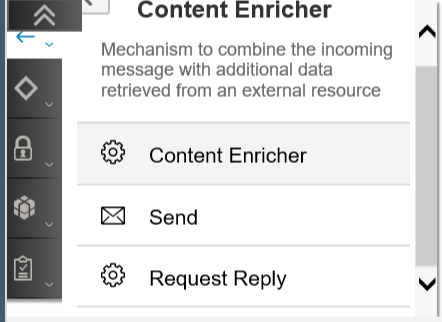 Content Enricher
Mechanism to combine the incoming
message with additional data
retrieved from an external resource
Content Enricher
Send
Request Reply